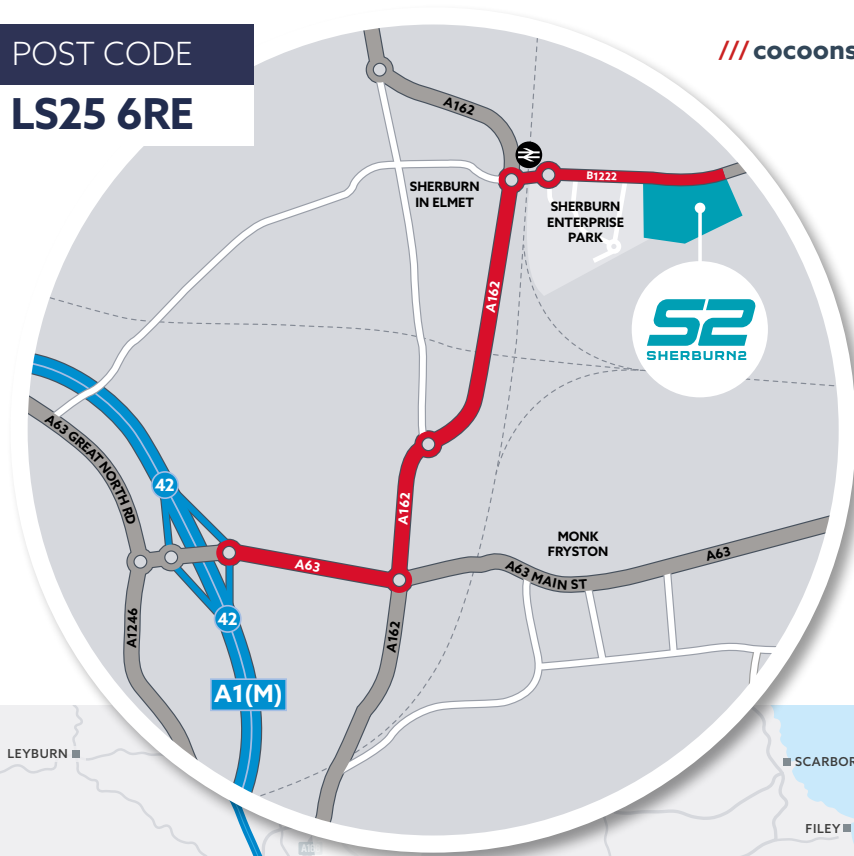 POST CODE
LS25 6RE
/// cocoons
A162
SHERBURN
IN ELMET
B1222
SHERBURN
ENTERPRISE
PARK
A162
S2
SHERBURN2
A63 GREAT NORTH RD
42
A162
MONK
FRYSTON
A63
A63
A63 MAIN ST
42
A1246
A162
A1(M)
LEYBURN
SCARBOR
FILEY